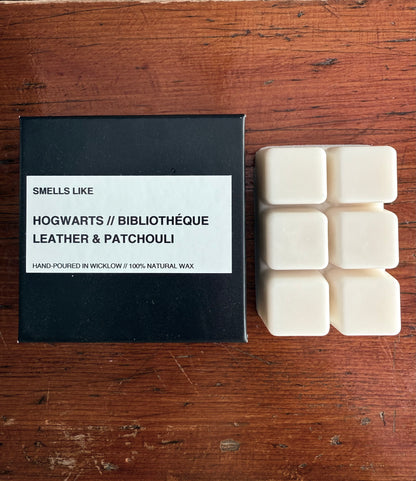 SMELLS LIKE
HOGWARTS // BIBLIOTHÉQUE
LEATHER & PATCHOULI
HAND-POURED IN WICKLOW // 100% NATURAL WAX